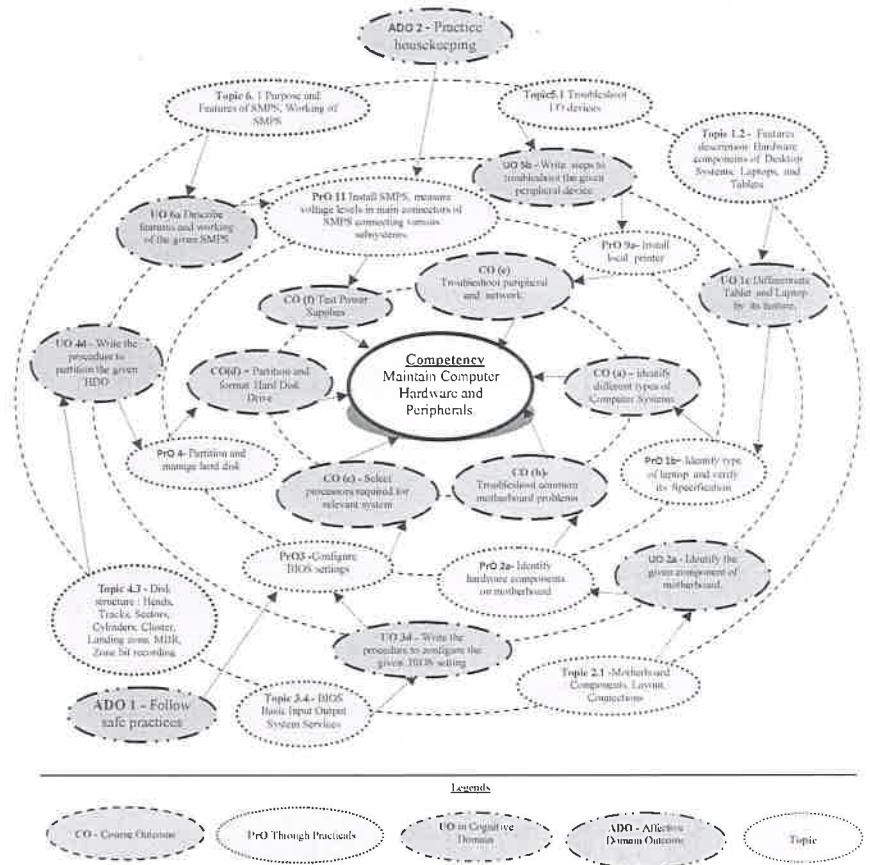 ADO 2 - Practice
housekeeping
Topic 6. 1 Purpose and
Features of SMPS, Working of
SMPS
Topic5.1 Troubleshoot
I/O devices
Topic 1.2 - Features
description: Hardware
components of Desktop
Systems, Laptops, and
Tablets
UO 5b - Write steps to
troubleshoot the given
peripheral device
UO 6a Describe
features and working
of the given SMPS
PrO 11 Install SMPS, measure
voltage levels in main connectors of
SMPS connecting various
subsystems.
PrO 9a- Install
local printer
CO (e)
Troubleshoot peripheral
and network
UO 1c Differentiate
Tablet and Laptop
by its feature.
CO (f) Test Power
Supplies
UO 4d - Write the
procedure to
partition the given
HDD
CO(d) - Partition and
format Hard Disk
Drive
Competency
Maintain Computer
Hardware and
Peripherals
CO (a) - Identify
different types of
Computer Systems
PrO 4- Partition and
manage hard disk
PrO 1b- Identify type
of laptop and verify
its Specification
CO (c) - Select
processors required for
relevant system
CO (b)-
Troubleshoot common
motherboard problems
PrO3 -Configure
BIOS settings
PrO 2a- Identify
hardware components
on motherboard
UO 2a - Identify the
given component of
motherboard.
Topic 4.3 - Disk
structure : Heads,
Tracks, Sectors,
Cylinders, Cluster,
Landing zone, MBR,
Zone bit recording
UO 3d - Write the
procedure to configure the
given BIOS setting
Topic 2.1 -Motherboard
Components, Layout,
Connections
ADO 1 - Follow
safe practices
Topic 3.4- BIOS
Basic Input Output
System Services
Legends
CO - Course Outcome
PrO Through Practicals
UO in Cognitive
Domain
ADO - Affective
Domain Outcome
Topic